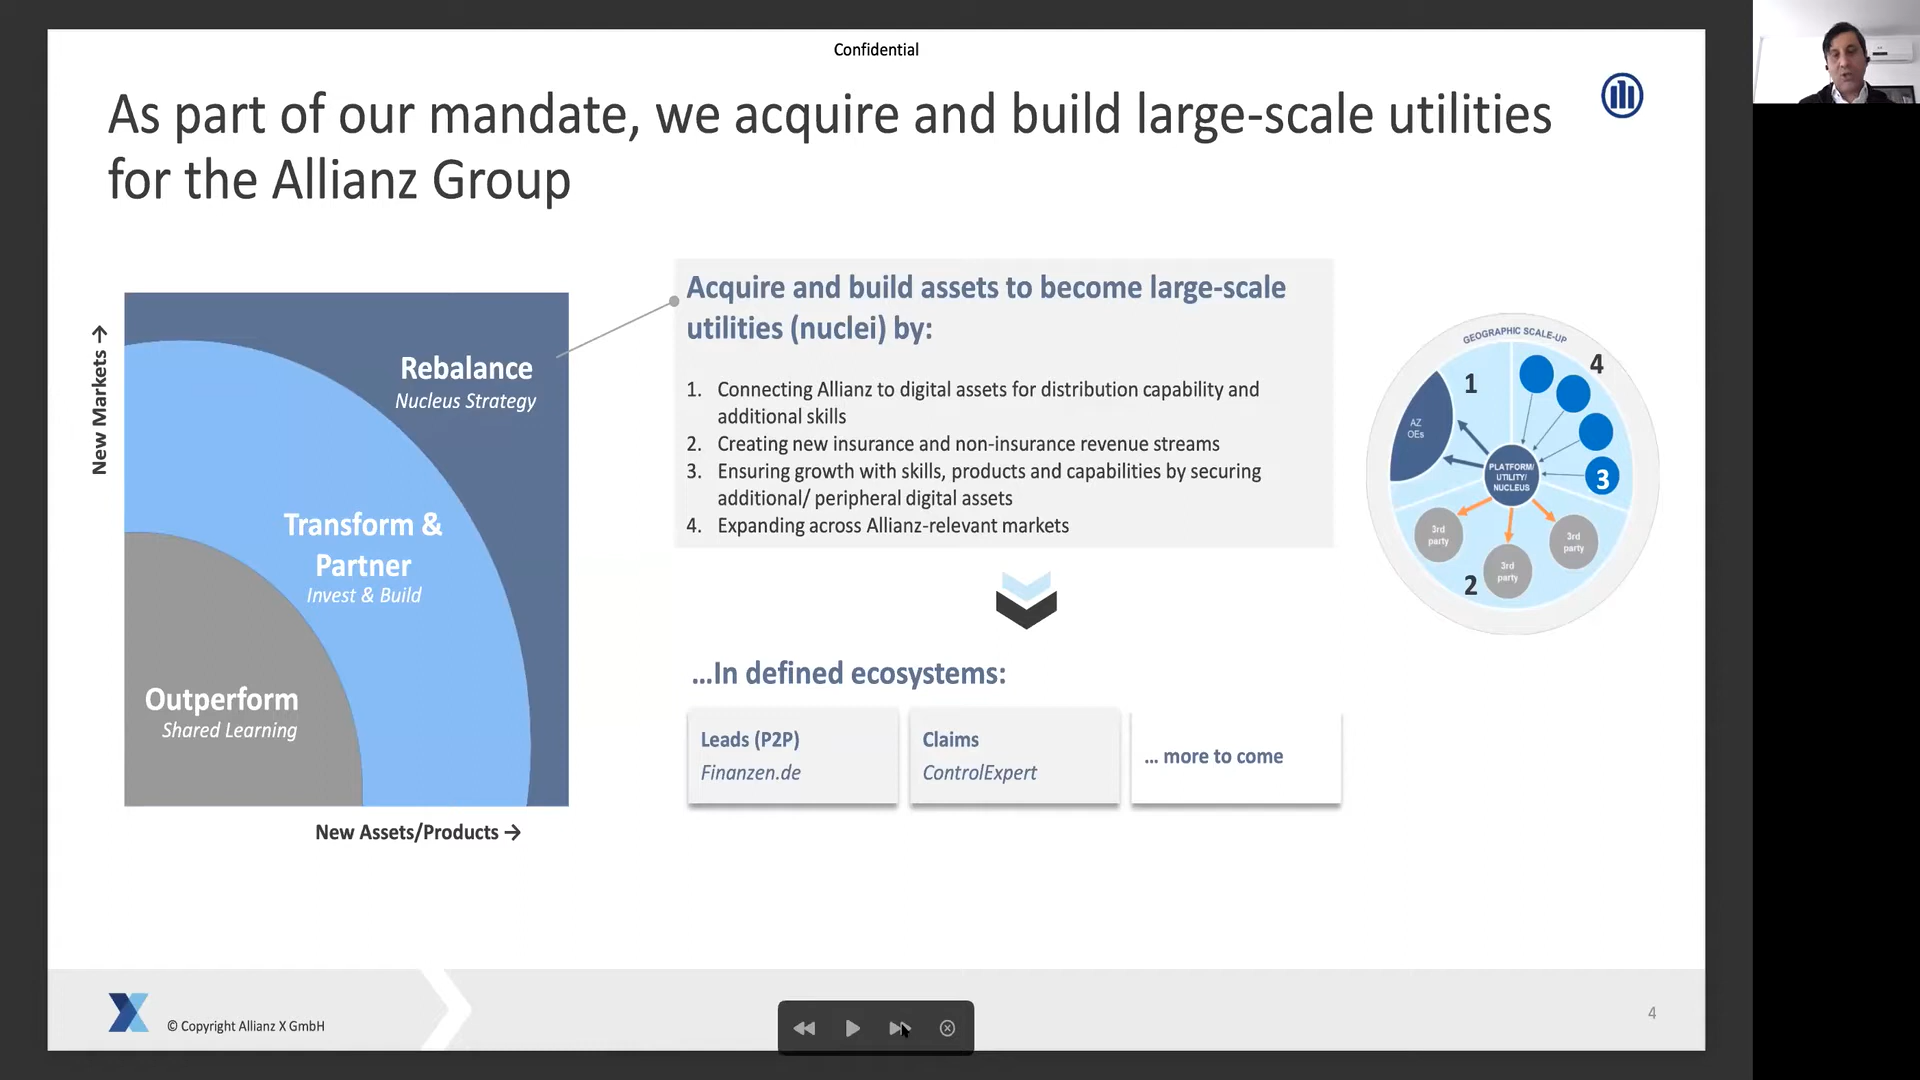 Confidential
As part of our mandate, we acquire and build large-scale utilities
for the Allianz Group
New Markets →
Rebalance
Nucleus Strategy
Transform &
Partner
Invest & Build
Outperform
Shared Learning
New Assets/Products →
Acquire and build assets to become large-scale
utilities (nuclei) by:
1. Connecting Allianz to digital assets for distribution capability and
additional skills
2. Creating new insurance and non-insurance revenue streams
3. Ensuring growth with skills, products and capabilities by securing
additional/ peripheral digital assets
4. Expanding across Allianz-relevant markets
...In defined ecosystems:
Leads (P2P)
Finanzen.de
Claims
ControlExpert
... more to come
GEOGRAPHIC SCALE-UP
1
4
AZ
OEs
PLATFORM/
UTILITY/
NUCLEUS
3
3rd
party
3rd
party
3rd
party
2
© Copyright Allianz X GmbH
4